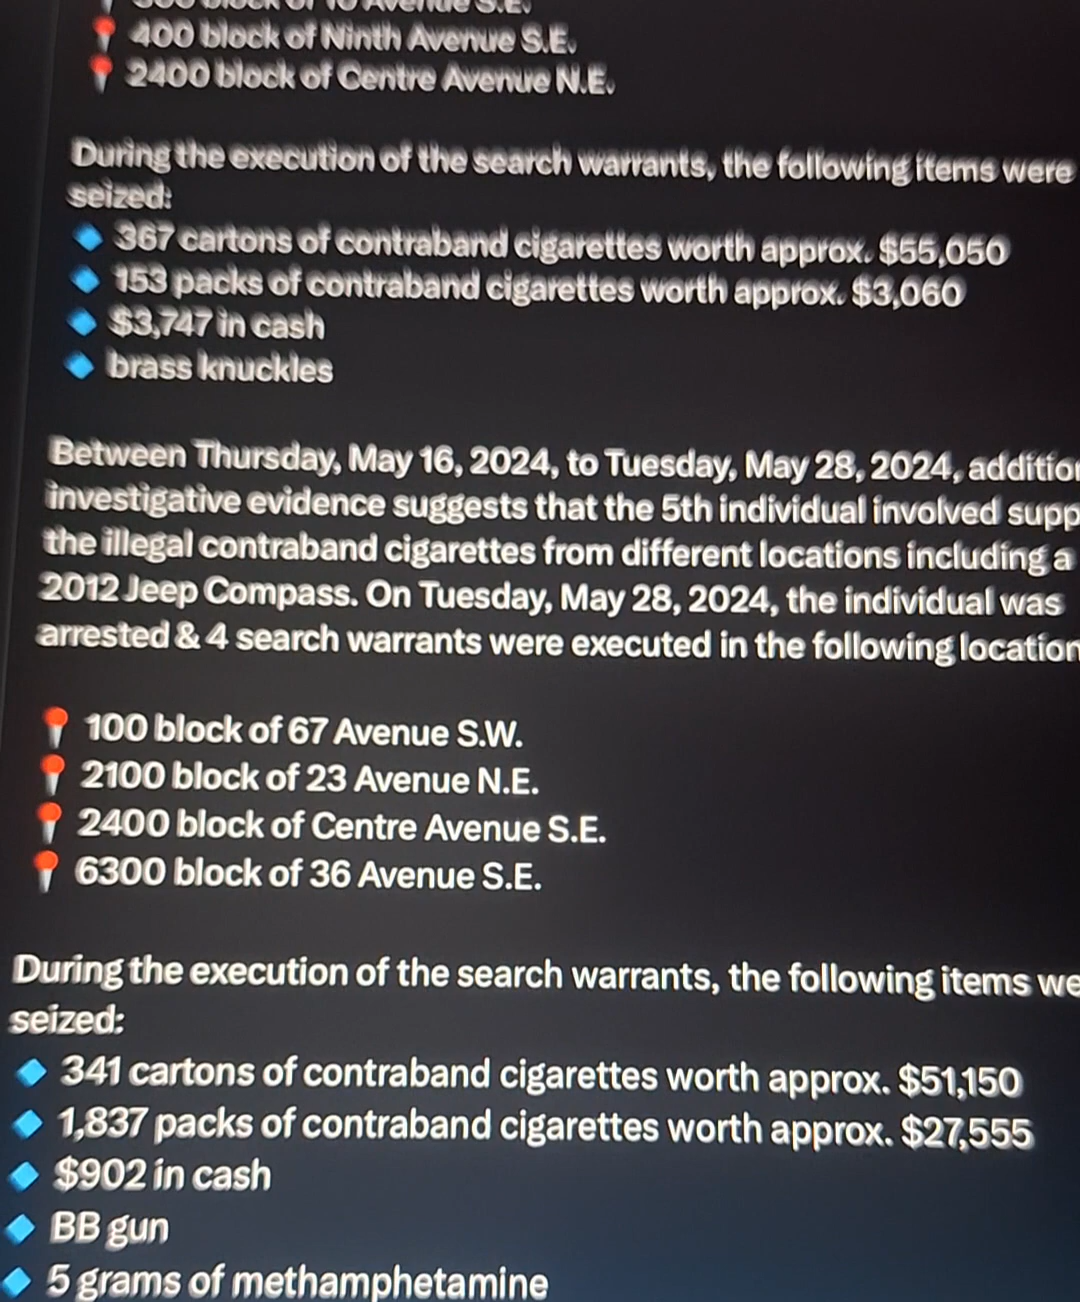 400 block of Ninth Avenue S.E.
2400 block of Centre Avenue N.E.
During the execution of the search warrants, the following items were
seized:
367 cartons of contraband cigarettes worth approx. $55,050
153 packs of contraband cigarettes worth approx. $3,060
$3,747 in cash
brass knuckles
Between Thursday, May 16, 2024, to Tuesday, May 28, 2024, addition
investigative evidence suggests that the 5th individual involved supp
the illegal contraband cigarettes from different locations including a
2012 Jeep Compass. On Tuesday, May 28, 2024, the individual was
arrested & 4 search warrants were executed in the following location
100 block of 67 Avenue S.W.
2100 block of 23 Avenue N.E.
2400 block of Centre Avenue S.E.
6300 block of 36 Avenue S.E.
During the execution of the search warrants, the following items we
seized:
341 cartons of contraband cigarettes worth approx. $51,150
1,837 packs of contraband cigarettes worth approx. $27,555
$902 in cash
BB gun
5 grams of methamphetamine